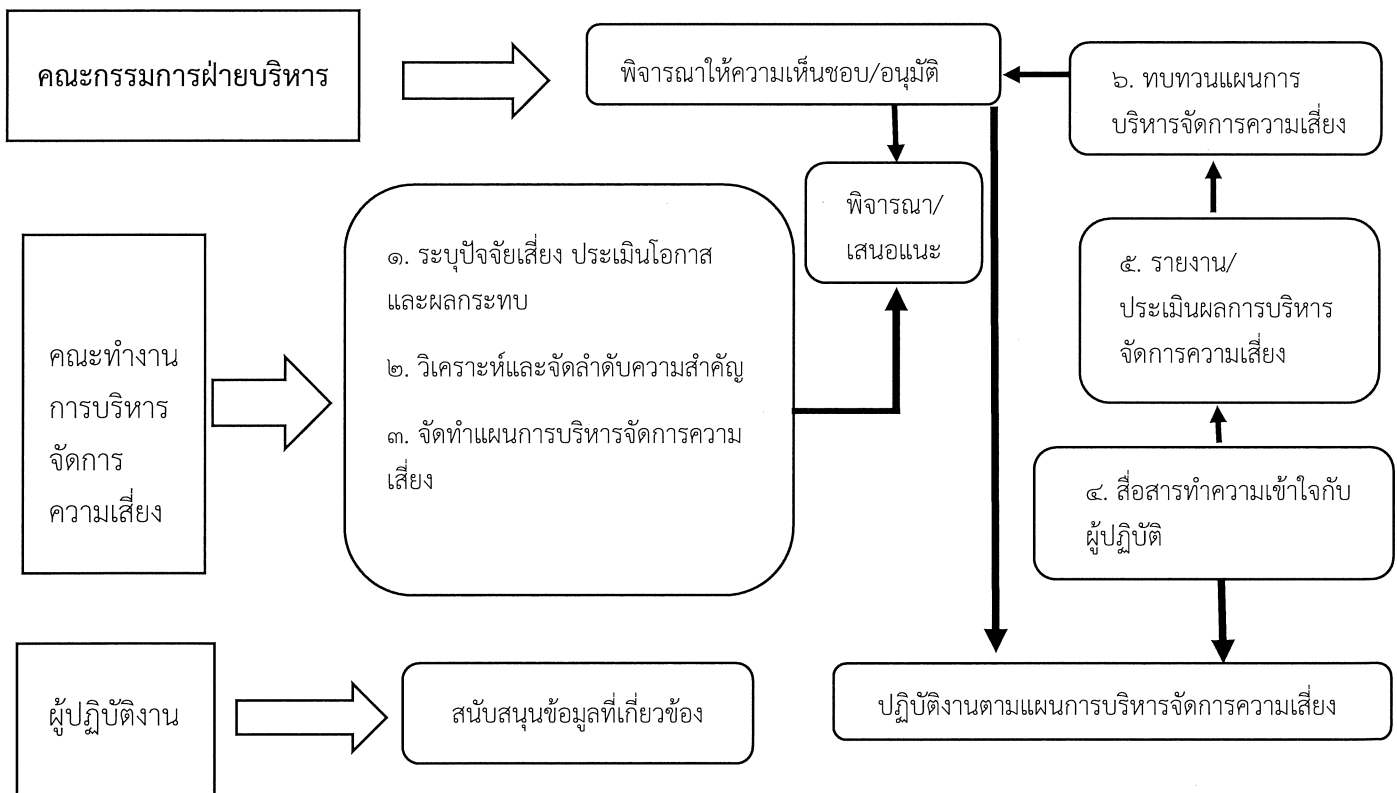 คณะกรรมการฝ่ายบริหาร
พิจารณาให้ความเห็นชอบ/อนุมัติ
๖. ทบทวนแผนการ
บริหารจัดการความเสี่ยง
พิจารณา/
เสนอแนะ
คณะทำงาน
การบริหาร
จัดการ
ความเสี่ยง
๑. ระบุปัจจัยเสี่ยง ประเมินโอกาส
และผลกระทบ
๒. วิเคราะห์และจัดลำดับความสำคัญ
๓. จัดทำแผนการบริหารจัดการความ
เสี่ยง
๕. รายงาน/
ประเมินผลการบริหาร
จัดการความเสี่ยง
๔. สื่อสารทำความเข้าใจกับ
ผู้ปฏิบัติ
ผู้ปฏิบัติงาน
สนับสนุนข้อมูลที่เกี่ยวข้อง
ปฏิบัติงานตามแผนการบริหารจัดการความเสี่ยง